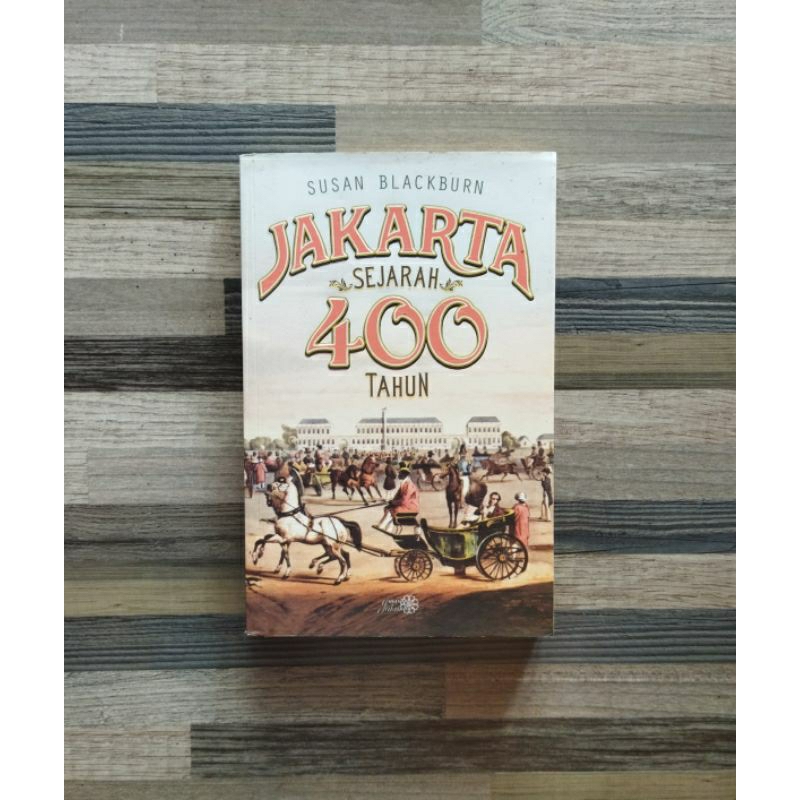 SUSAN BLACKBURN
JAKARTA
SEJARAH
400
TAHUN